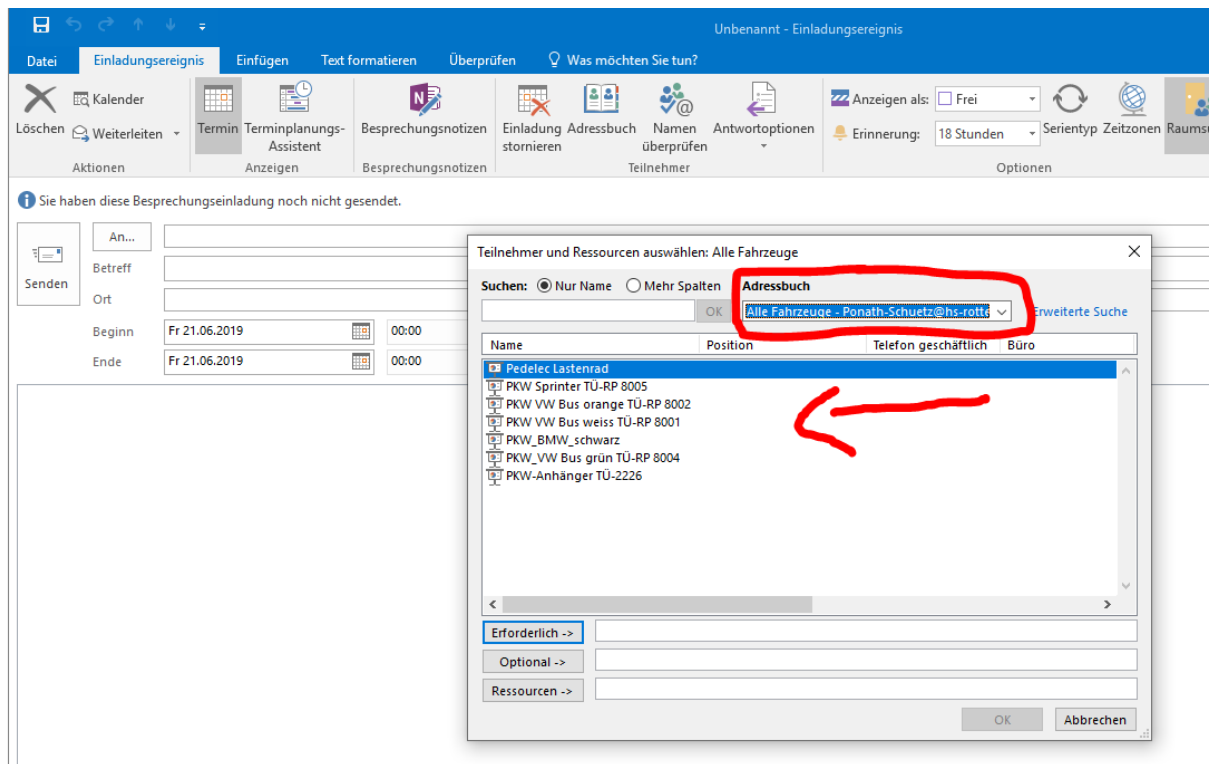 Unbenannt - Einladungsereignis
Datei Einladungsereignis Einfügen Text formatieren Überprüfen Was möchten Sie tun?
Löschen
Kalender
Weiterleiten
Aktionen
Termin
Terminplanungs-
Assistent
Anzeigen
Besprechungsnotizen
Besprechungsnotizen
Einladung
stornieren
Adressbuch
Namen
überprüfen
Antwortoptionen
Teilnehmer
Anzeigen als: Frei
Erinnerung: 18 Stunden
Serientyp
Zeitzonen
Optionen
Sie haben diese Besprechungseinladung noch nicht gesendet.
Senden
An...
Betreff
Ort
Beginn Fr 21.06.2019 00:00
Ende Fr 21.06.2019 00:00
Teilnehmer und Ressourcen auswählen: Alle Fahrzeuge
Suchen: Nur Name Mehr Spalten Adressbuch
OK Alle Fahrzeuge - Ponath-Schuetz@hs-rotte Erweiterte Suche
Name Position Telefon geschäftlich Büro
Pedelec Lastenrad
PKW Sprinter TÜ-RP 8005
PKW VW Bus orange TÜ-RP 8002
PKW VW Bus weiss TÜ-RP 8001
PKW_BMW_schwarz
PKW_VW Bus grün TÜ-RP 8004
PKW-Anhänger TÜ-2226
Erforderlich ->
Optional ->
Ressourcen ->
OK Abbrechen